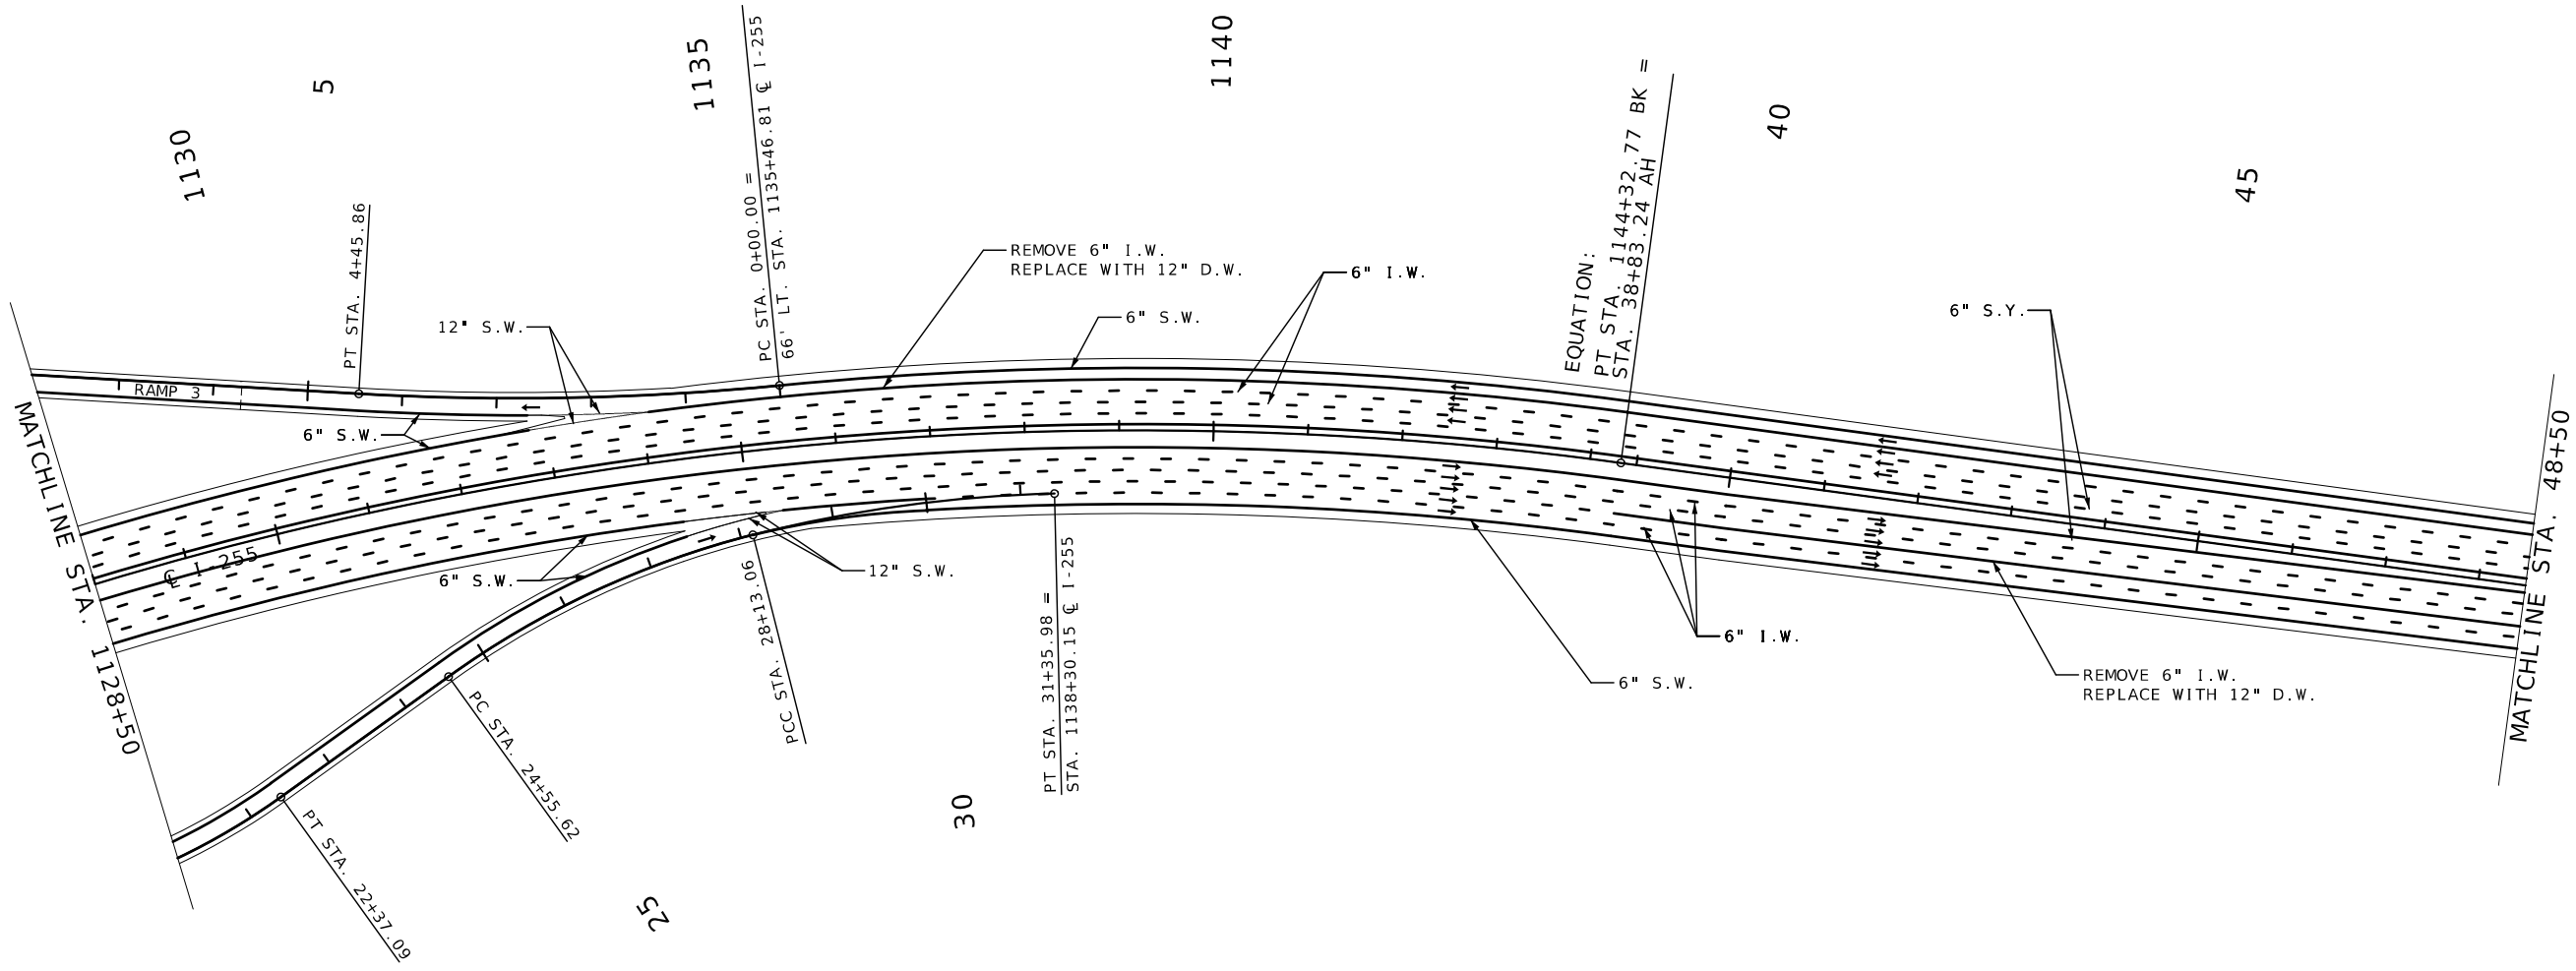 1130
5
1135
1140
40
45
PT STA. 4+45.86
PC STA. 0+00.00 =
66' LT. STA. 1135+46.81 ℄ I-255
EQUATION:
PT STA. 1144+32.77 BK =
STA. 38+83.24 AH
REMOVE 6" I.W.
REPLACE WITH 12" D.W.
6" I.W.
6" S.W.
12" S.W.
6" S.Y.
RAMP 3
6" S.W.
MATCHLINE STA. 1128+50
MATCHLINE STA. 48+50
℄ I-255
6" S.W.
12" S.W.
PCC STA. 28+13.06
PT STA. 31+35.98 =
STA. 1138+30.15 ℄ I-255
6" I.W.
6" S.W.
REMOVE 6" I.W.
REPLACE WITH 12" D.W.
PC STA. 24+55.62
PT STA. 22+37.09
25
30